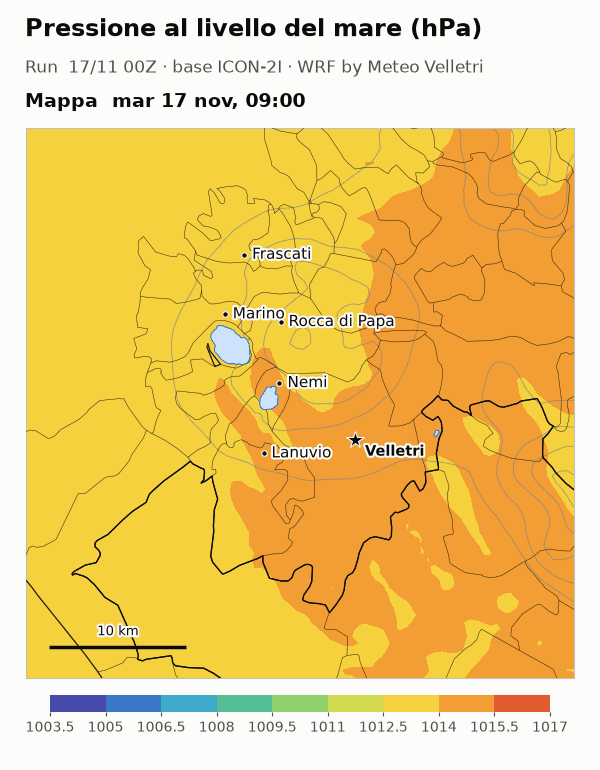 Pressione al livello del mare (hPa)
Run  17/11 00Z · base ICON-2I · WRF by Meteo Velletri
Mappa  mar 17 nov, 09:00
Frascati
Marino
Rocca di Papa
Nemi
Velletri
Lanuvio
10 km
1003.5 1005 1006.5 1008 1009.5 1011 1012.5 1014 1015.5 1017